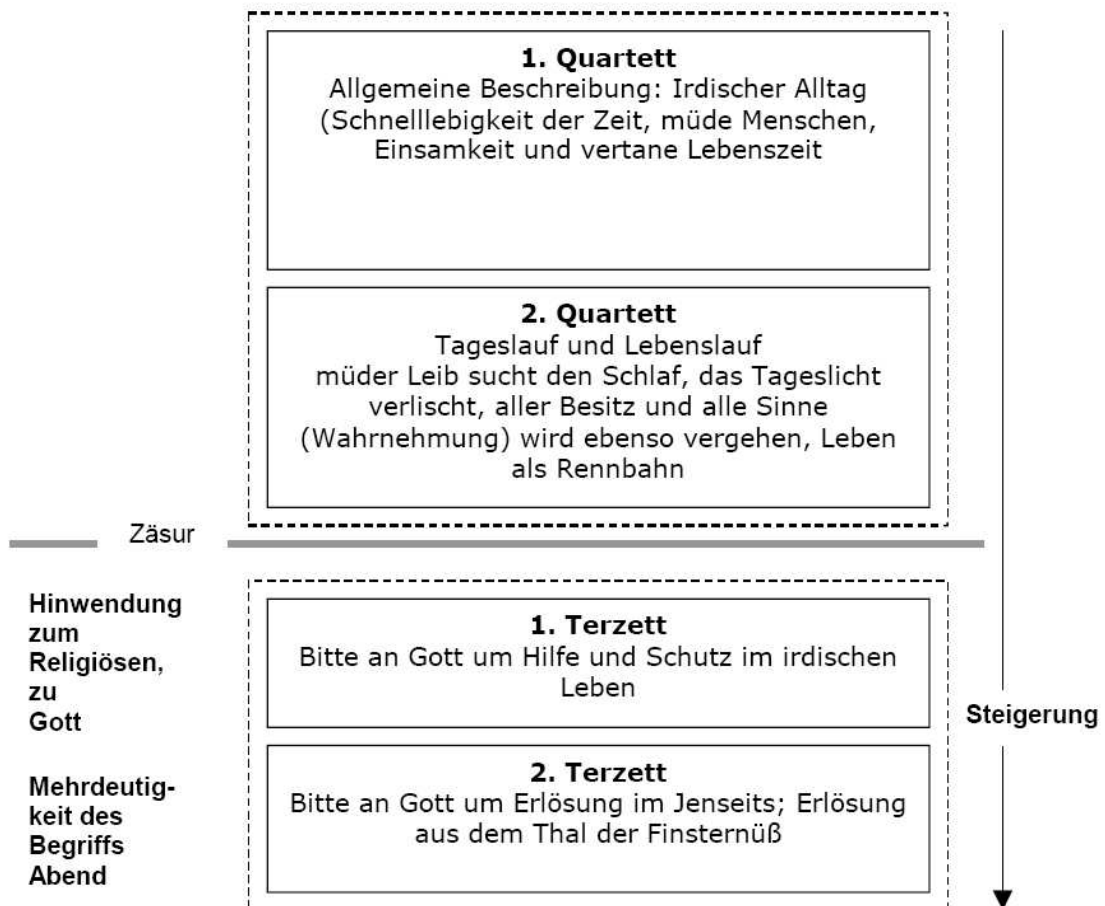 1. Quartett
Allgemeine Beschreibung: Irdischer Alltag
(Schnelllebigkeit der Zeit, müde Menschen,
Einsamkeit und vertane Lebenszeit
2. Quartett
Tageslauf und Lebenslauf
müder Leib sucht den Schlaf, das Tageslicht
verlischt, aller Besitz und alle Sinne
(Wahrnehmung) wird ebenso vergehen, Leben
als Rennbahn
Zäsur
Hinwendung
zum
Religiösen,
zu
Gott
1. Terzett
Bitte an Gott um Hilfe und Schutz im irdischen
Leben
Steigerung
Mehrdeutig-
keit des
Begriffs
Abend
2. Terzett
Bitte an Gott um Erlösung im Jenseits; Erlösung
aus dem Thal der Finsternüß